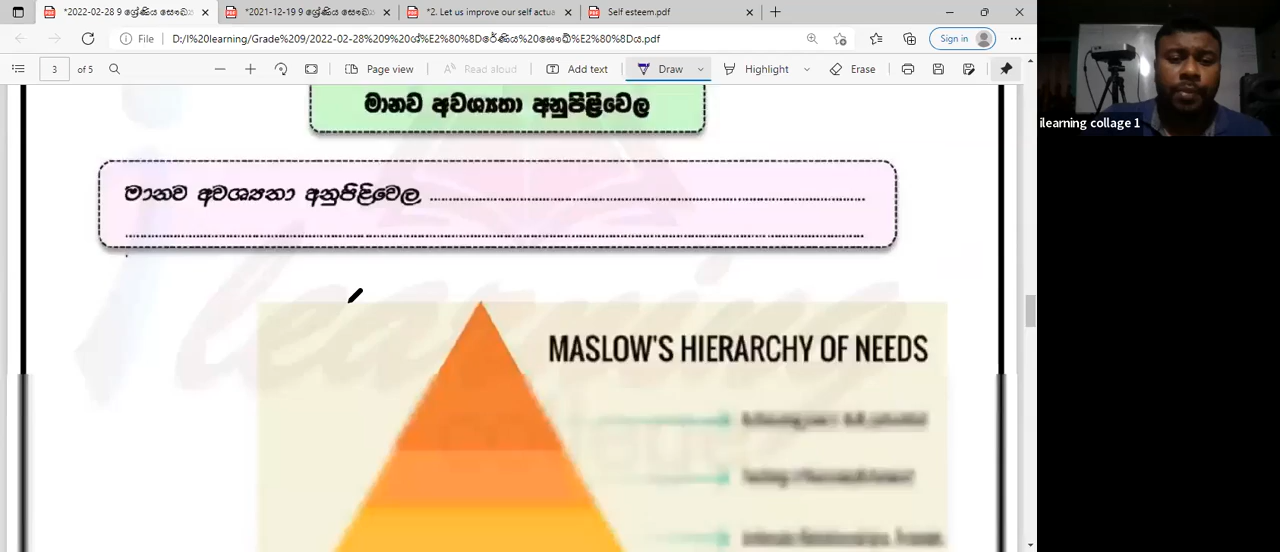 *2022-02-28 9 ශ්‍රේණිය සෞඛ්‍ය
*2021-12-19 9 ශ්‍රේණිය සෞඛ්‍ය
*2. Let us improve our self actua
Self esteem.pdf
File
D:/I%20learning/Grade%209/2022-02-28%209%20ශ්%E2%80%8Dරේණිය%20සෞඛ්%E2%80%8Dය.pdf
Sign in
3 of 5
Page view
Read aloud
Add text
Draw
Highlight
Erase
මානව අවශ්‍යතා අනුපිළිවෙල
මානව අවශ්‍යතා අනුපිළිවෙල
MASLOW'S HIERARCHY OF NEEDS
ilearning collage 1
i learning
collage